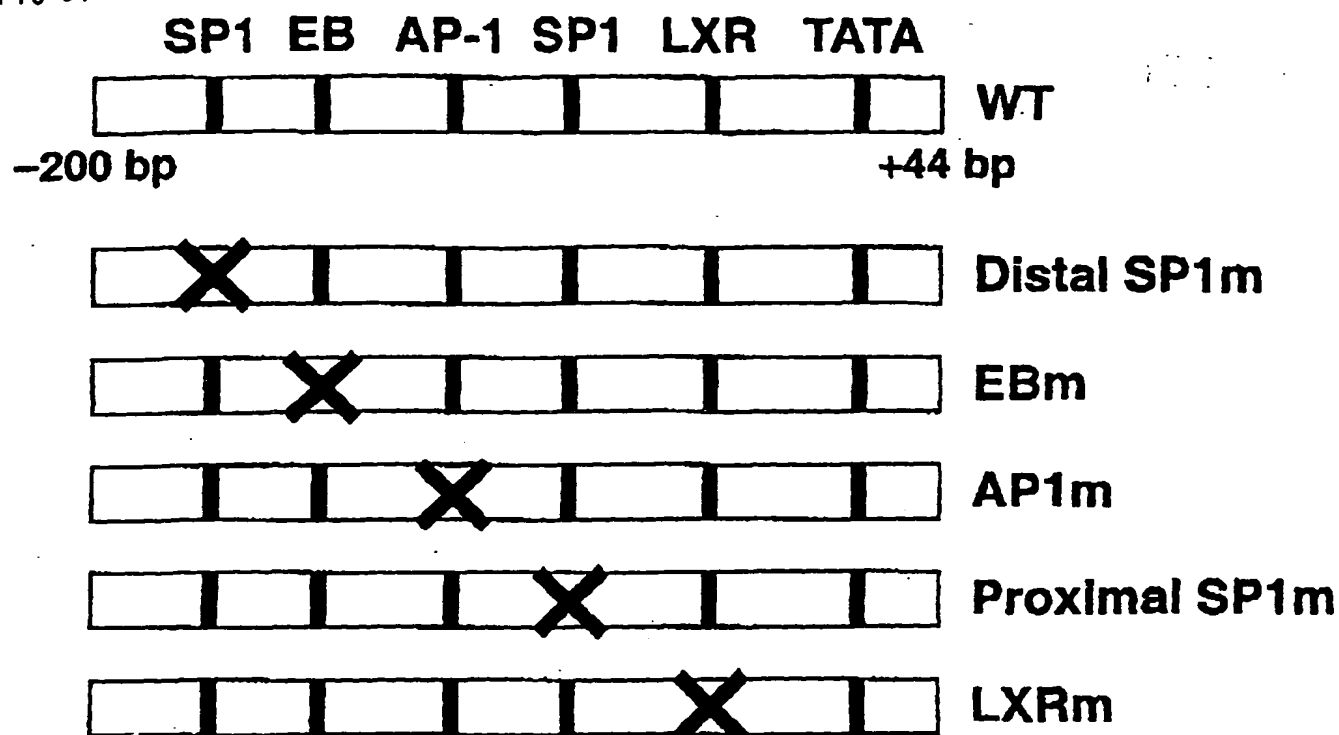 SP1 EB AP-1 SP1 LXR TATA
WT
–200 bp +44 bp
Distal SP1m
EBm
AP1m
Proximal SP1m
LXRm